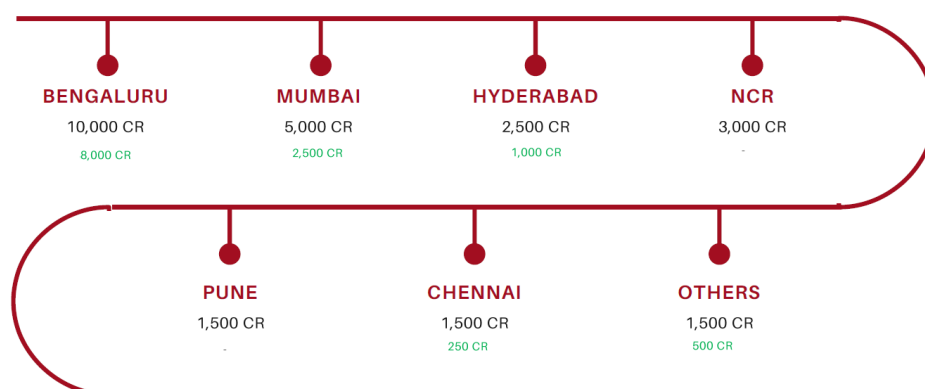 BENGALURU
10,000 CR
8,000 CR
MUMBAI
5,000 CR
2,500 CR
HYDERABAD
2,500 CR
1,000 CR
NCR
3,000 CR
-
PUNE
1,500 CR
-
CHENNAI
1,500 CR
250 CR
OTHERS
1,500 CR
500 CR